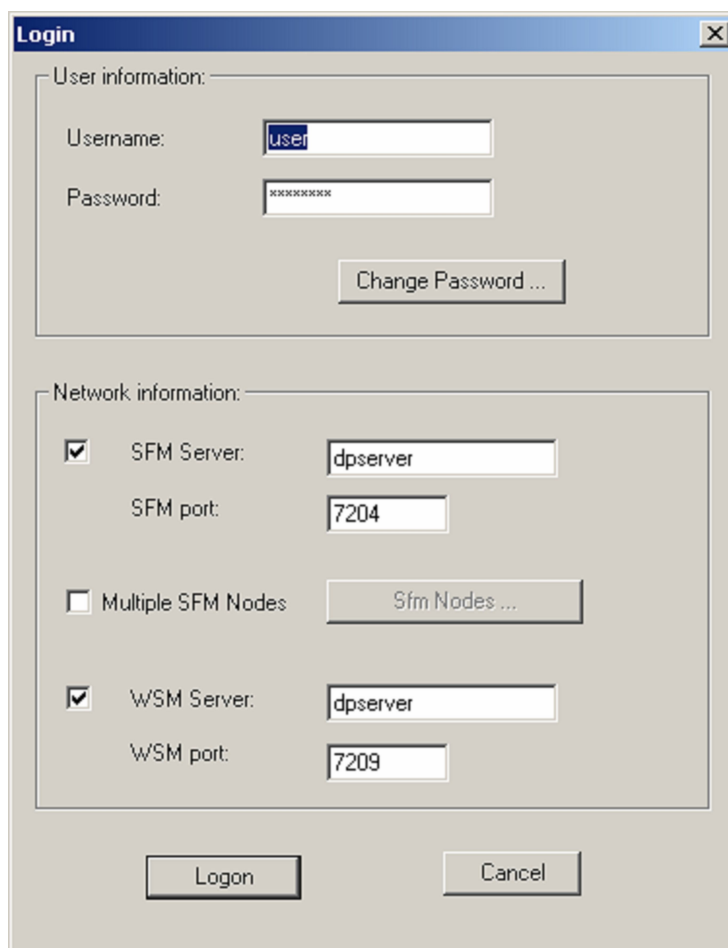 Login
User information:
Username: user
Password: ********
Change Password ...
Network information:
SFM Server: dpserver
SFM port: 7204
Multiple SFM Nodes Sfm Nodes ...
WSM Server: dpserver
WSM port: 7209
Logon Cancel